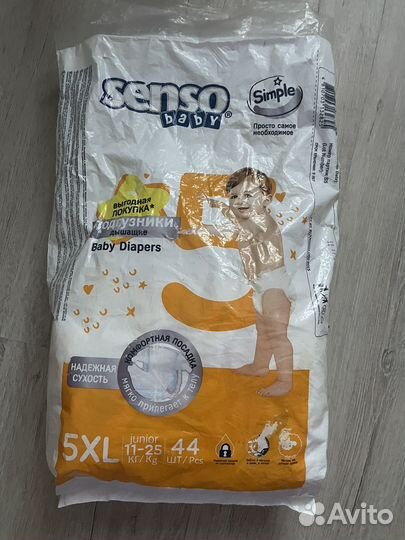 senso
baby®
Simple
Просто самое
необходимое
ВЫГОДНАЯ
ПОКУПКА*
подгузники
дышащие
Baby Diapers
НАДЕЖНАЯ
СУХОСТЬ
КОМФОРТНАЯ ПОСАДКА
МЯГКО прилегает к телу
5XL
junior
11-25
КГ/Kg
44
ШТ/Pcs
Avito